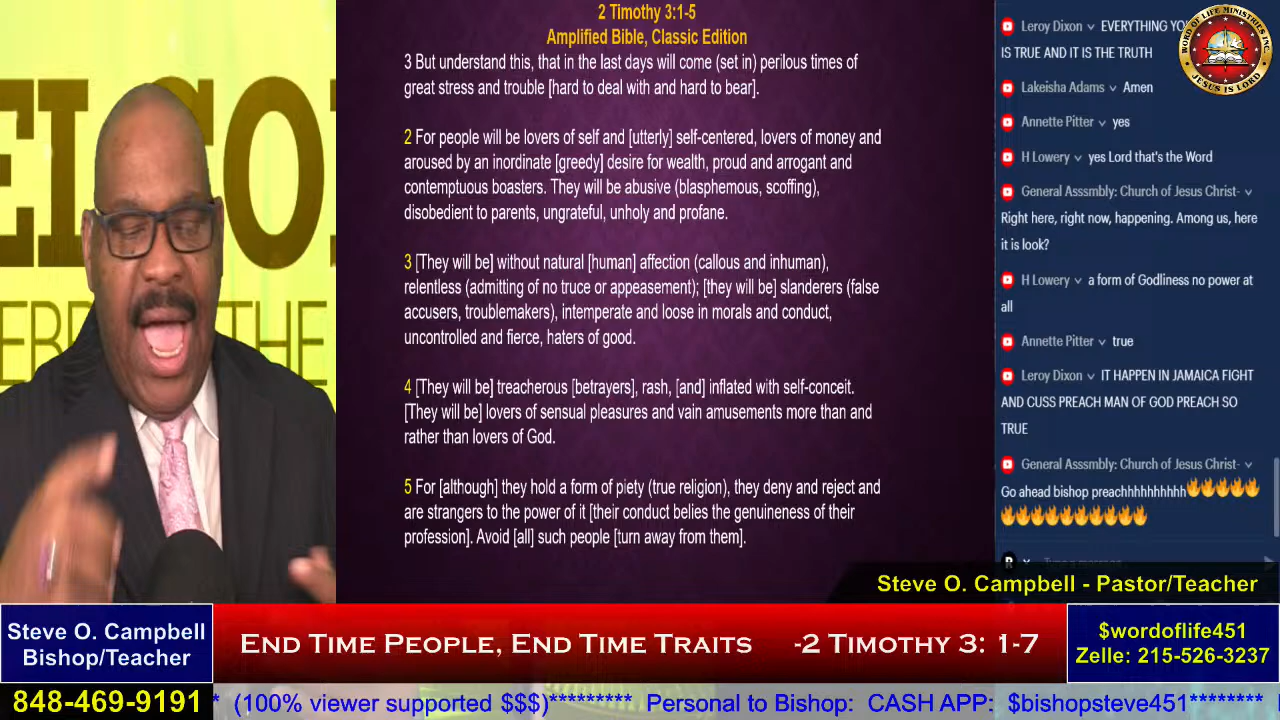 2 Timothy 3:1-5
Amplified Bible, Classic Edition
3 But understand this, that in the last days will come (set in) perilous times of
great stress and trouble [hard to deal with and hard to bear].
2 For people will be lovers of self and [utterly] self-centered, lovers of money and
aroused by an inordinate [greedy] desire for wealth, proud and arrogant and
contemptuous boasters. They will be abusive (blasphemous, scoffing),
disobedient to parents, ungrateful, unholy and profane.
3 [They will be] without natural [human] affection (callous and inhuman),
relentless (admitting of no truce or appeasement); [they will be] slanderers (false
accusers, troublemakers), intemperate and loose in morals and conduct,
uncontrolled and fierce, haters of good.
4 [They will be] treacherous [betrayers], rash, [and] inflated with self-conceit.
[They will be] lovers of sensual pleasures and vain amusements more than and
rather than lovers of God.
5 For [although] they hold a form of piety (true religion), they deny and reject and
are strangers to the power of it [their conduct belies the genuineness of their
profession]. Avoid [all] such people [turn away from them].
Leroy Dixon EVERYTHING
IS TRUE AND IT IS THE TRUTH
Lakeisha Adams Amen
Annette Pitter yes
H Lowery yes Lord that's the Word
General Asssmbly: Church of Jesus Christ-
Right here, right now, happening. Among us, here
it is look?
H Lowery a form of Godliness no power at
all
Annette Pitter true
Leroy Dixon IT HAPPEN IN JAMAICA FIGHT
AND CUSS PREACH MAN OF GOD PREACH SO
TRUE
General Asssmbly: Church of Jesus Christ-
Go ahead bishop preachhhhhhhhhh🔥🔥🔥🔥🔥
🔥🔥🔥🔥🔥🔥🔥🔥🔥🔥
WORD OF LIFE MINISTRIES INC
JESUS IS LORD
Steve O. Campbell - Pastor/Teacher
Steve O. Campbell
Bishop/Teacher
END TIME PEOPLE, END TIME TRAITS -2 TIMOTHY 3: 1-7
$wordoflife451
Zelle: 215-526-3237
848-469-9191
* (100% viewer supported $$$)********* Personal to Bishop: CASH APP: $bishopsteve451********